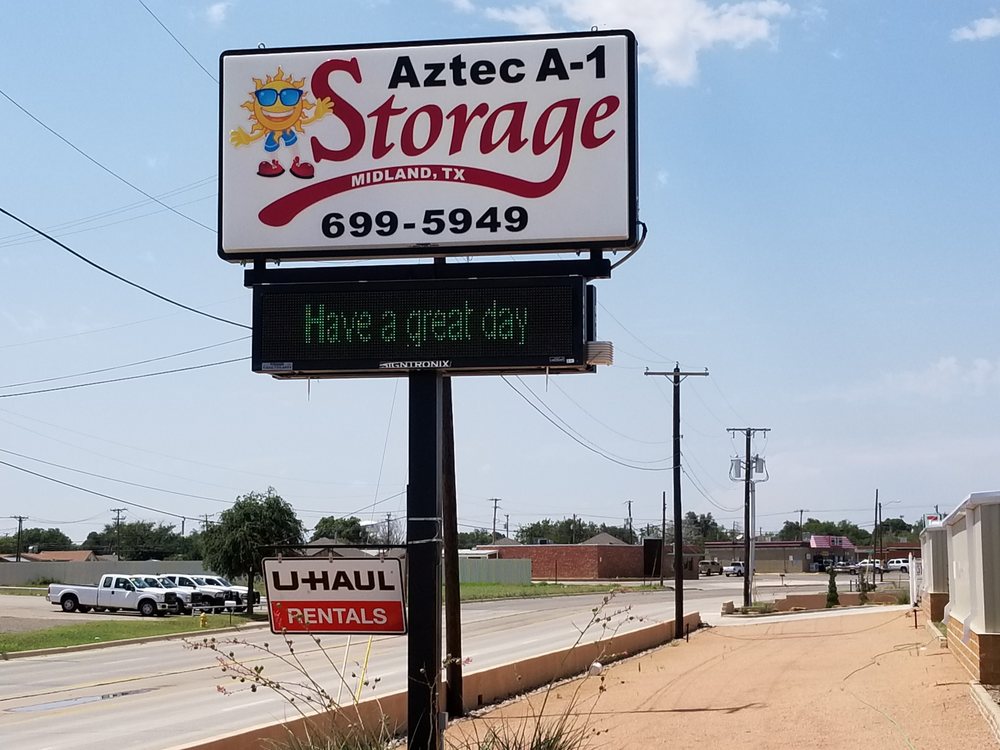 Aztec A-1
Storage
MIDLAND, TX
699-5949
Have a great day
SIGNTRONIX
U-HAUL
RENTALS